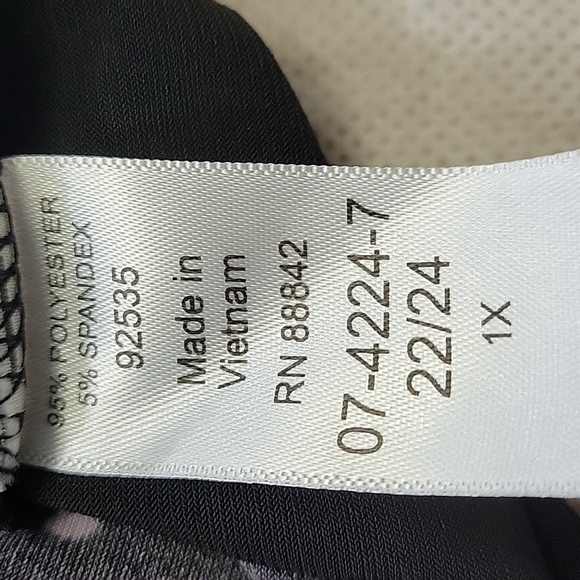 95% POLYESTER
5% SPANDEX
92535
Made in
Vietnam
RN 88842
07-4224-7
22/24
1X